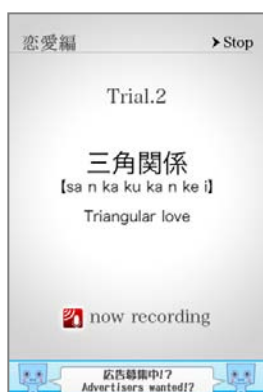 恋愛編 > Stop
Trial.2
三角関係
【sa n ka ku ka n ke i】
Triangular love
now recording
広告募集中!?
Advertisers wanted!?